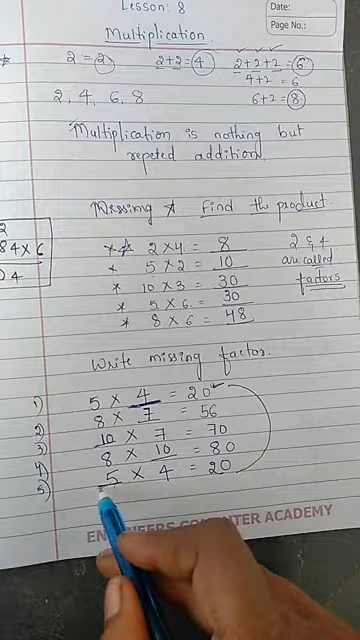 Lesson: 8
Date:
Page No.:
Multiplication.
2 = 2 2+2 = 4 2+2+2 = 6
4+2 = 6
2, 4, 6, 8 6+2 = 8
Multiplication is nothing but
repeted addition.
Missing * Find the product.
2
84 x 6
04
* * 2 x 4 = 8
* 5 x 2 = 10
* 10 x 3 = 30
* 5 x 6 = 30
* 8 x 6 = 48
2 & 4
are called
factors
Write missing factor.
1) 5 x 4 = 20 ✓
2) 8 x 7 = 56
3) 10 x 7 = 70
4) 8 x 10 = 80
5) 5 x 4 = 20
ENGINEERS COMPUTER ACADEMY